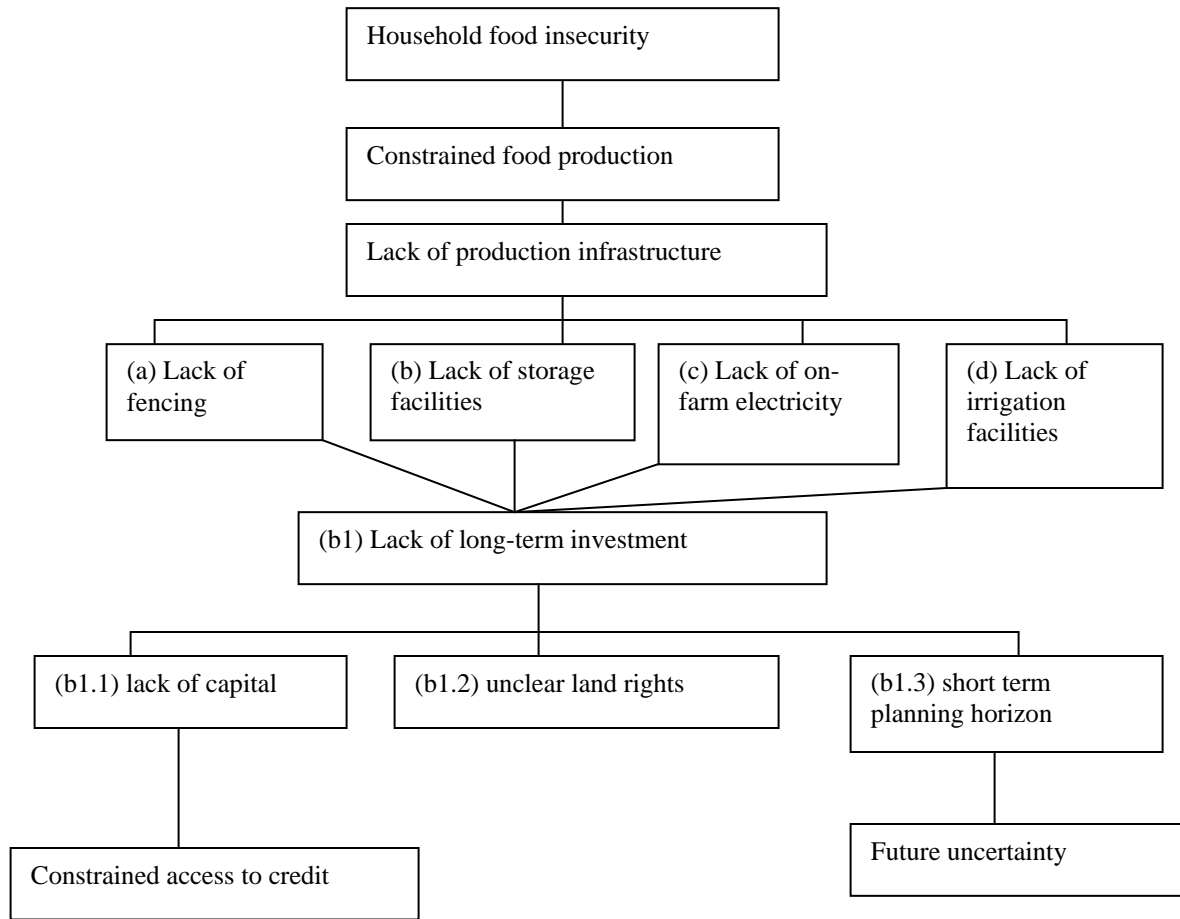 Household food insecurity
Constrained food production
Lack of production infrastructure
(a) Lack of
fencing
(b) Lack of storage
facilities
(c) Lack of on-
farm electricity
(d) Lack of
irrigation
facilities
(b1) Lack of long-term investment
(b1.1) lack of capital
(b1.2) unclear land rights
(b1.3) short term
planning horizon
Constrained access to credit
Future uncertainty